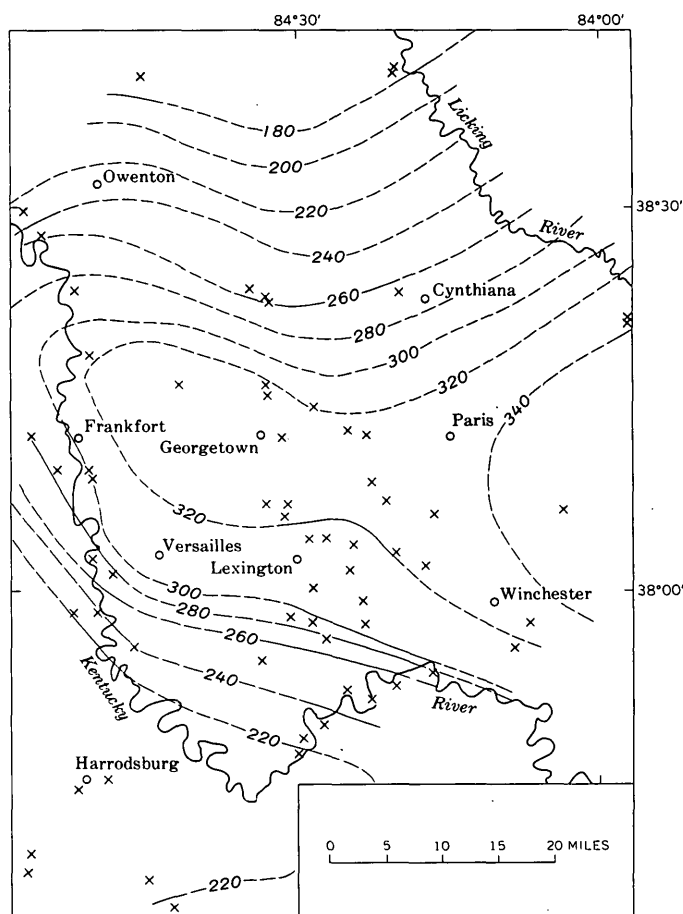 84°30' 84°00'
Licking
180
200
Owenton
220
38°30'
River
240
260
Cynthiana
280
300
320
340
Frankfort
Paris
Georgetown
320
Versailles
Lexington
300
Winchester
38°00'
280
260
Kentucky
240
River
220
Harrodsburg
0 5 10 15 20 MILES
220